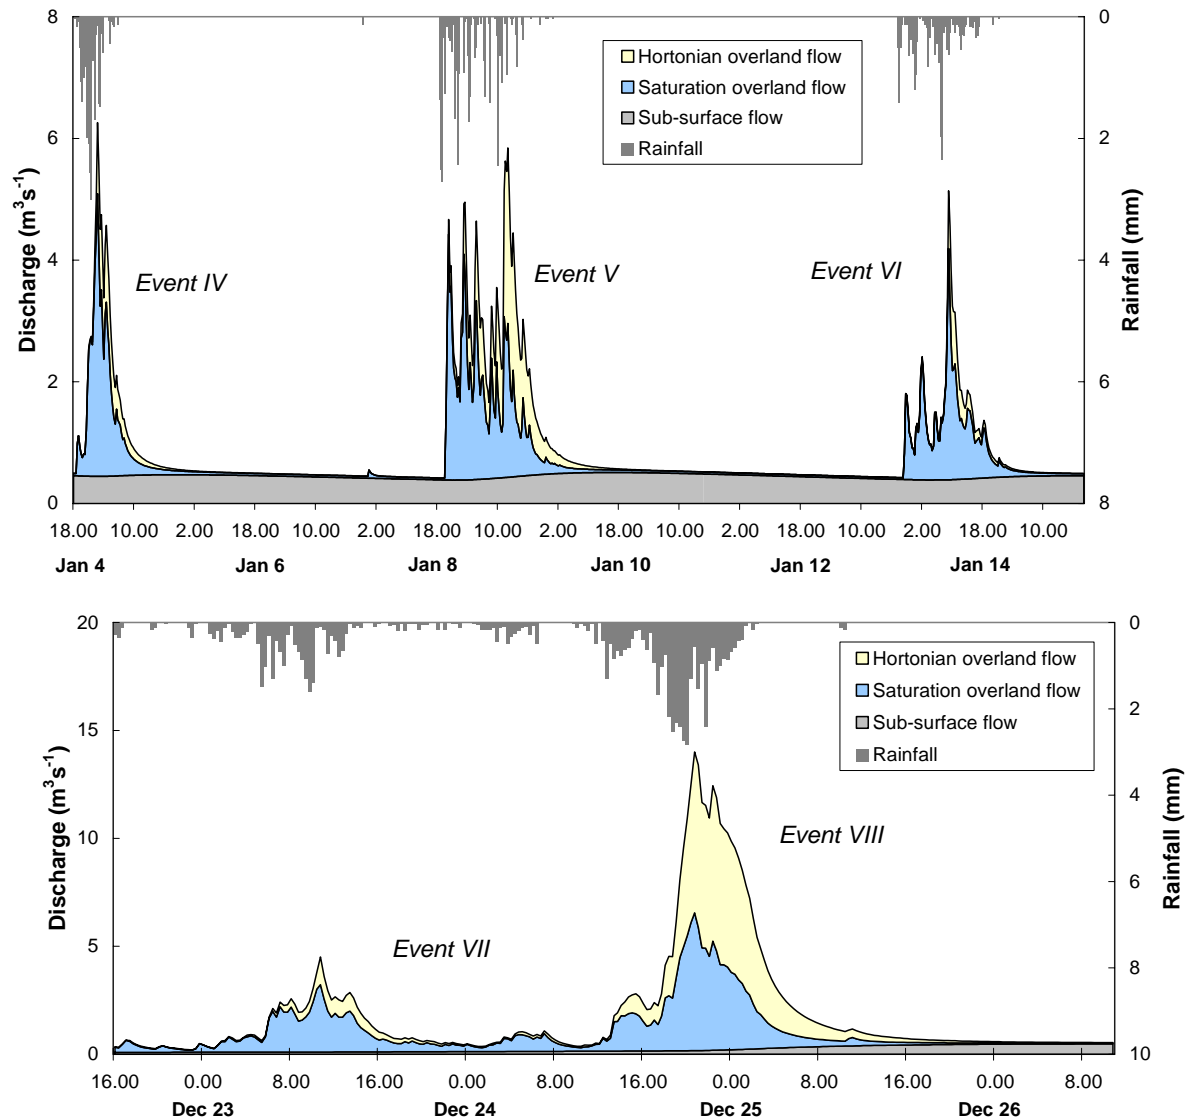 8
6
4
2
0
Discharge (m³s⁻¹)
0
2
4
6
8
Rainfall (mm)
Hortonian overland flow
Saturation overland flow
Sub-surface flow
Rainfall
Event IV
Event V
Event VI
18.00 10.00 2.00 18.00 10.00 2.00 18.00 10.00 2.00 18.00 10.00 2.00 18.00 10.00 2.00 18.00 10.00
Jan 4 Jan 6 Jan 8 Jan 10 Jan 12 Jan 14
20
15
10
5
0
Discharge (m³s⁻¹)
0
2
4
6
8
10
Rainfall (mm)
Hortonian overland flow
Saturation overland flow
Sub-surface flow
Rainfall
Event VII
Event VIII
16.00 0.00 8.00 16.00 0.00 8.00 16.00 0.00 8.00 16.00 0.00 8.00
Dec 23 Dec 24 Dec 25 Dec 26